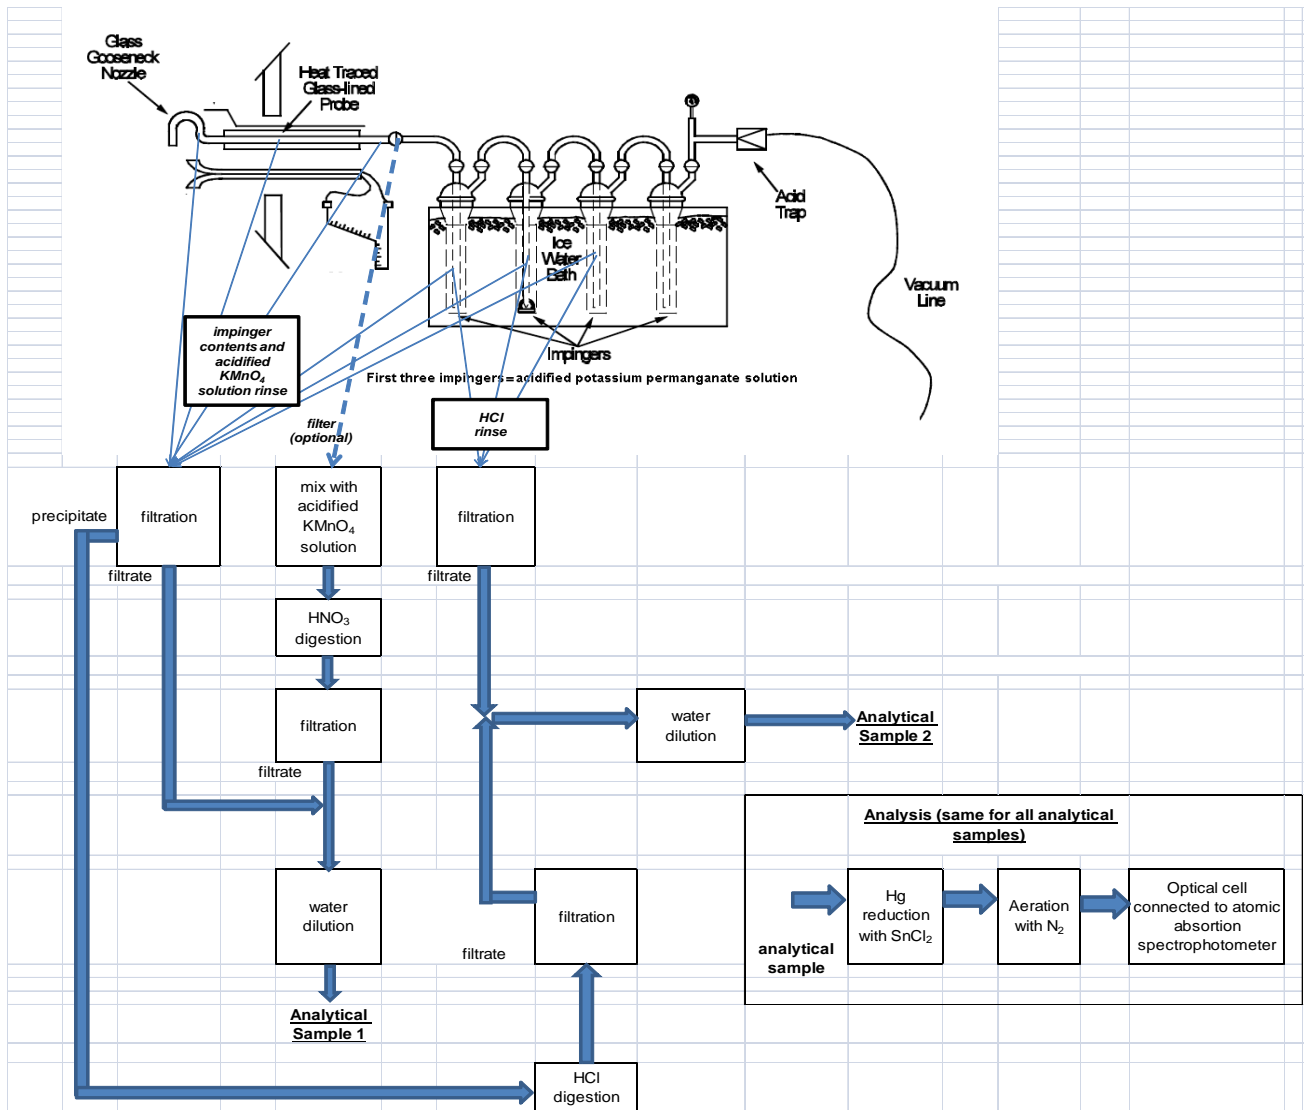 Glass
Gooseneck
Nozzle
Heat Traced
Glass-lined
Probe
Acid
Trap
Ice
Water
Bath
Vacuum
Line
Impingers
First three impingers=acidified potassium permanganate solution
impinger
contents and
acidified
KMnO₄
solution rinse
filter
(optional)
HCl
rinse
precipitate
filtration
mix with
acidified
KMnO₄
solution
filtration
filtrate
filtrate
HNO₃
digestion
filtration
water
dilution
Analytical
Sample 2
filtrate
Analysis (same for all analytical
samples)
water
dilution
filtration
filtrate
analytical
sample
Hg
reduction
with SnCl₂
Aeration
with N₂
Optical cell
connected to atomic
absortion
spectrophotometer
Analytical
Sample 1
HCl
digestion